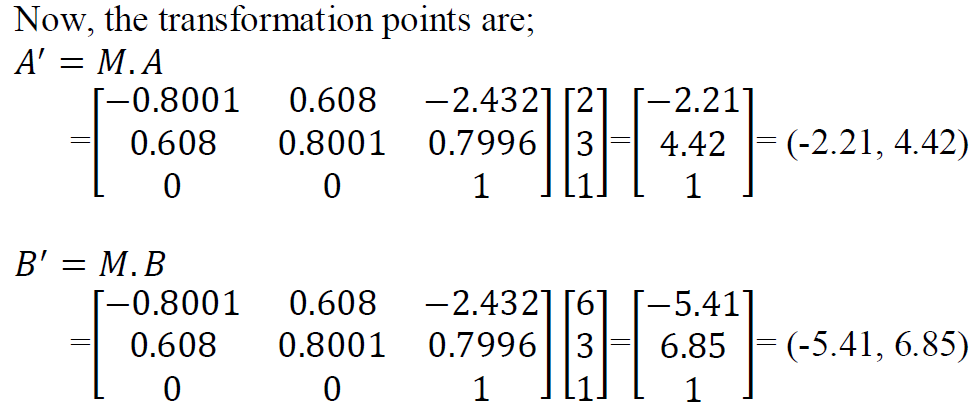 Now, the transformation points are;
A′ = M.A
=[−0.8001 0.608 −2.432][2] [−2.21]
0.608 0.8001 0.7996 3 = 4.42 = (-2.21, 4.42)
0 0 1 1 1
B′ = M.B
=[−0.8001 0.608 −2.432][6] [−5.41]
0.608 0.8001 0.7996 3 = 6.85 = (-5.41, 6.85)
0 0 1 1 1